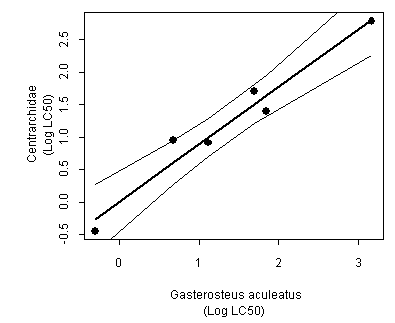 Centrarchidae
(Log LC50)
2.5
2.0
1.5
1.0
0.5
0.0
-0.5
0 1 2 3
Gasterosteus aculeatus
(Log LC50)